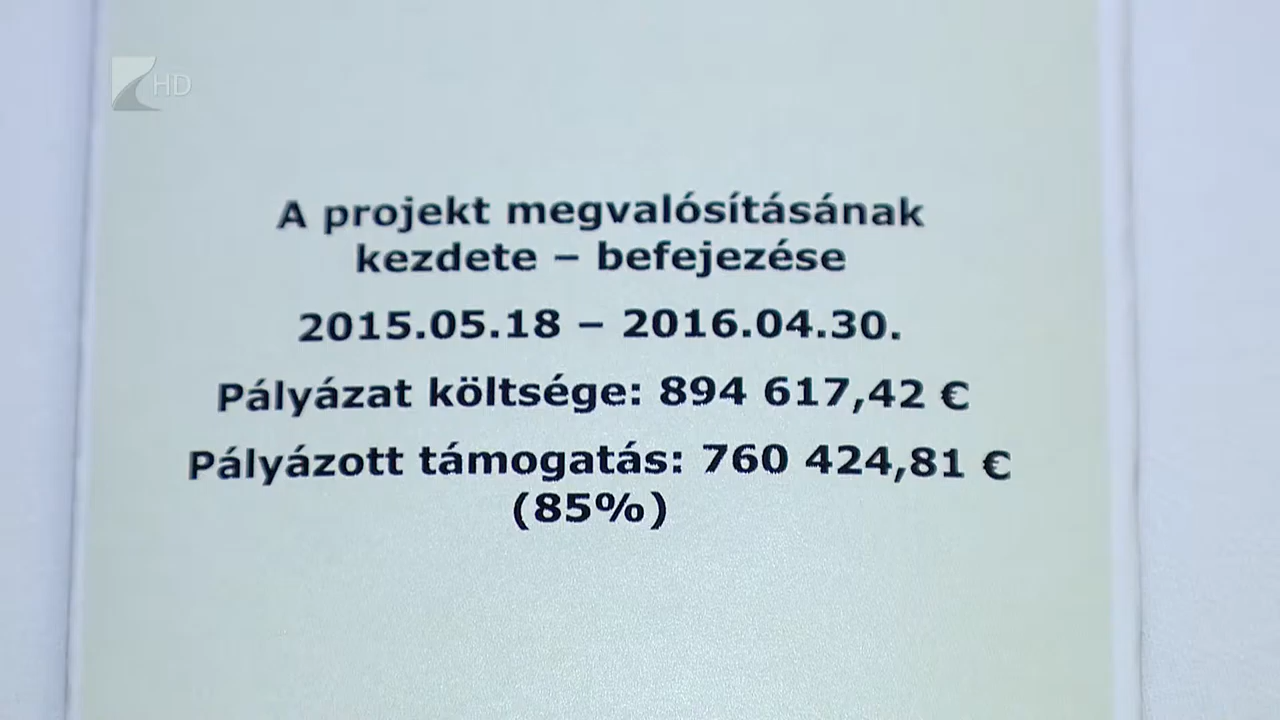 HD
A projekt megvalósításának
kezdete – befejezése
2015.05.18 – 2016.04.30.
Pályázat költsége: 894 617,42 €
Pályázott támogatás: 760 424,81 €
(85%)